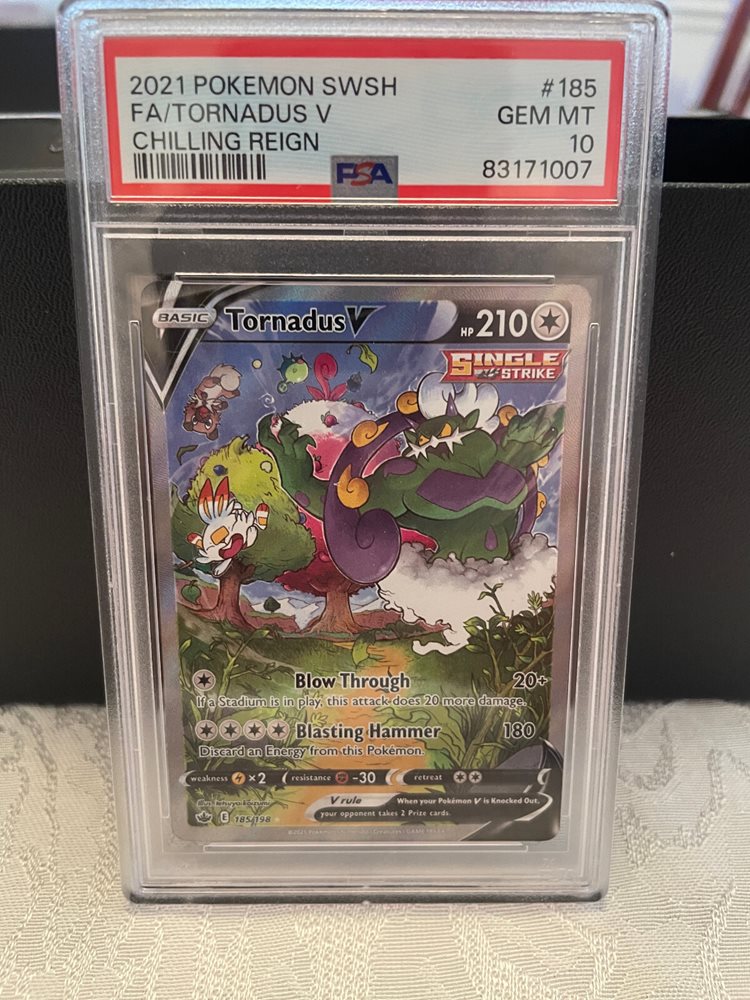 2021 POKEMON SWSH #185
FA/TORNADUS V GEM MT
CHILLING REIGN 10
PSA 83171007
BASIC Tornadus V HP 210
SINGLE
STRIKE
Blow Through 20+
If a Stadium is in play, this attack does 20 more damage.
Blasting Hammer 180
Discard an Energy from this Pokémon.
weakness ×2 resistance -30 retreat
V rule When your Pokémon V is Knocked Out,
your opponent takes 2 Prize cards.
E 185/198
©2021 Pokémon